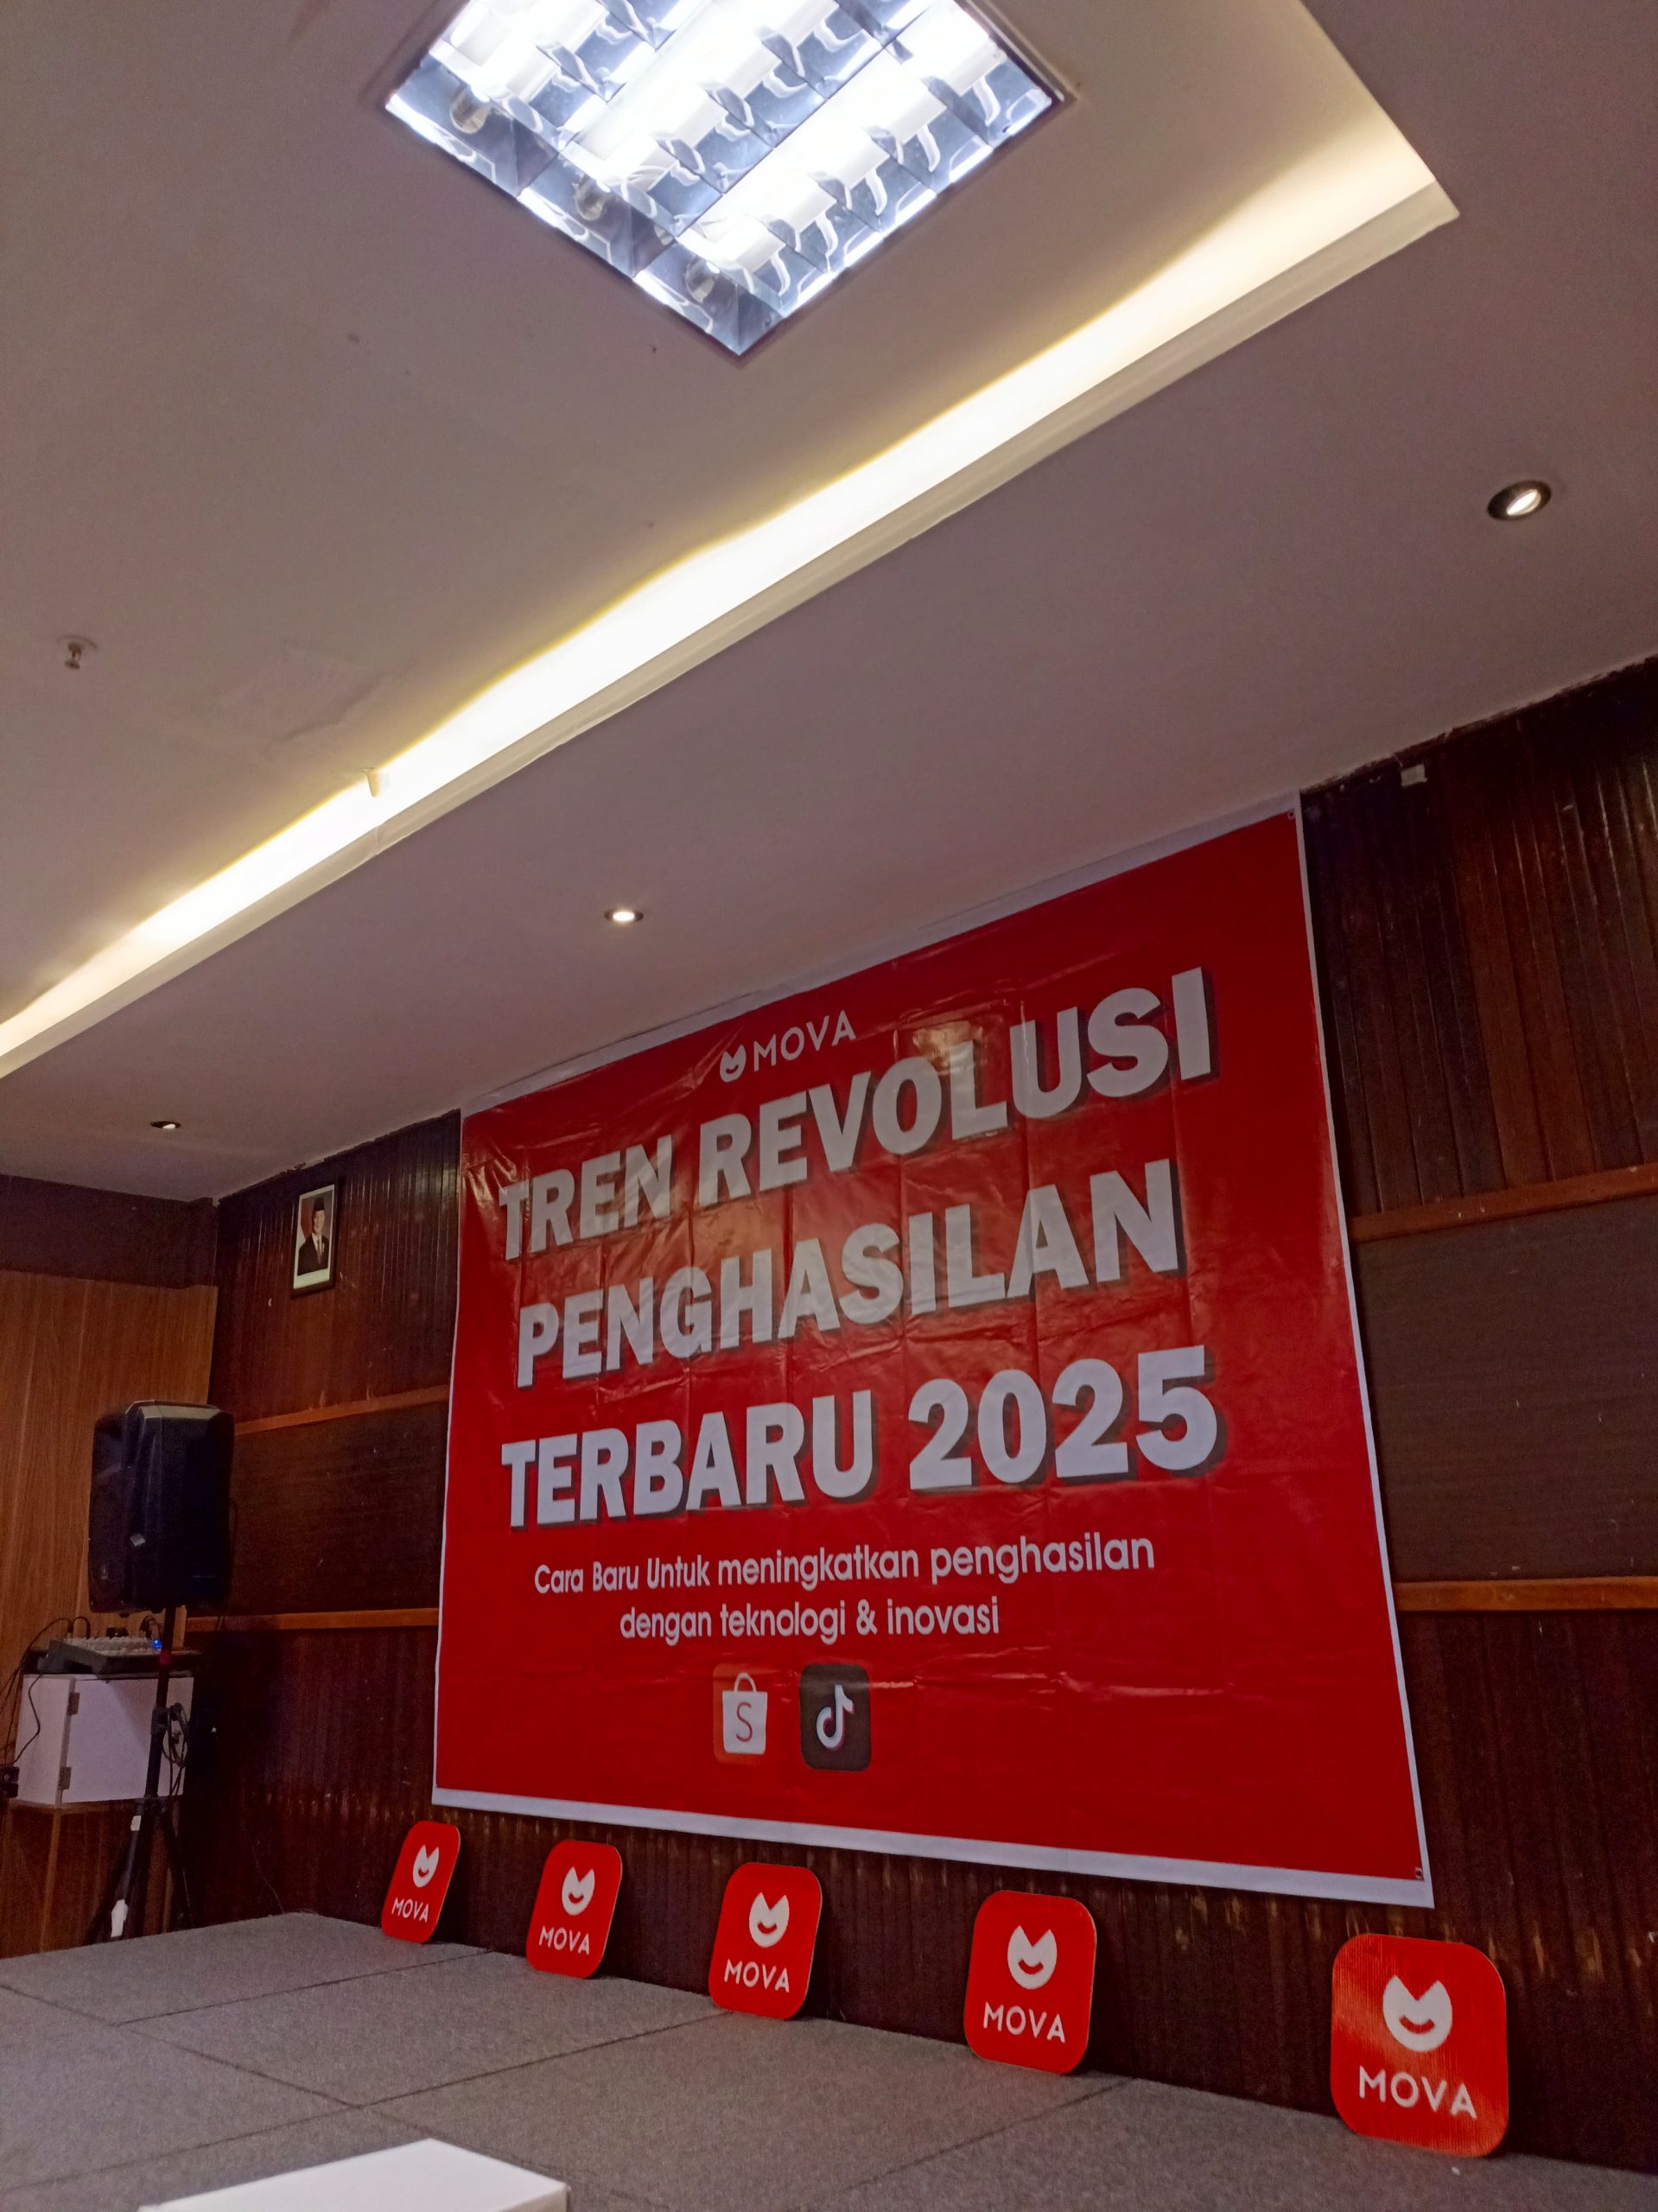 MOVA
TREN REVOLUSI
PENGHASILAN
TERBARU 2025
Cara Baru Untuk meningkatkan penghasilan
dengan teknologi & inovasi
S
MOVA
MOVA
MOVA
MOVA
MOVA